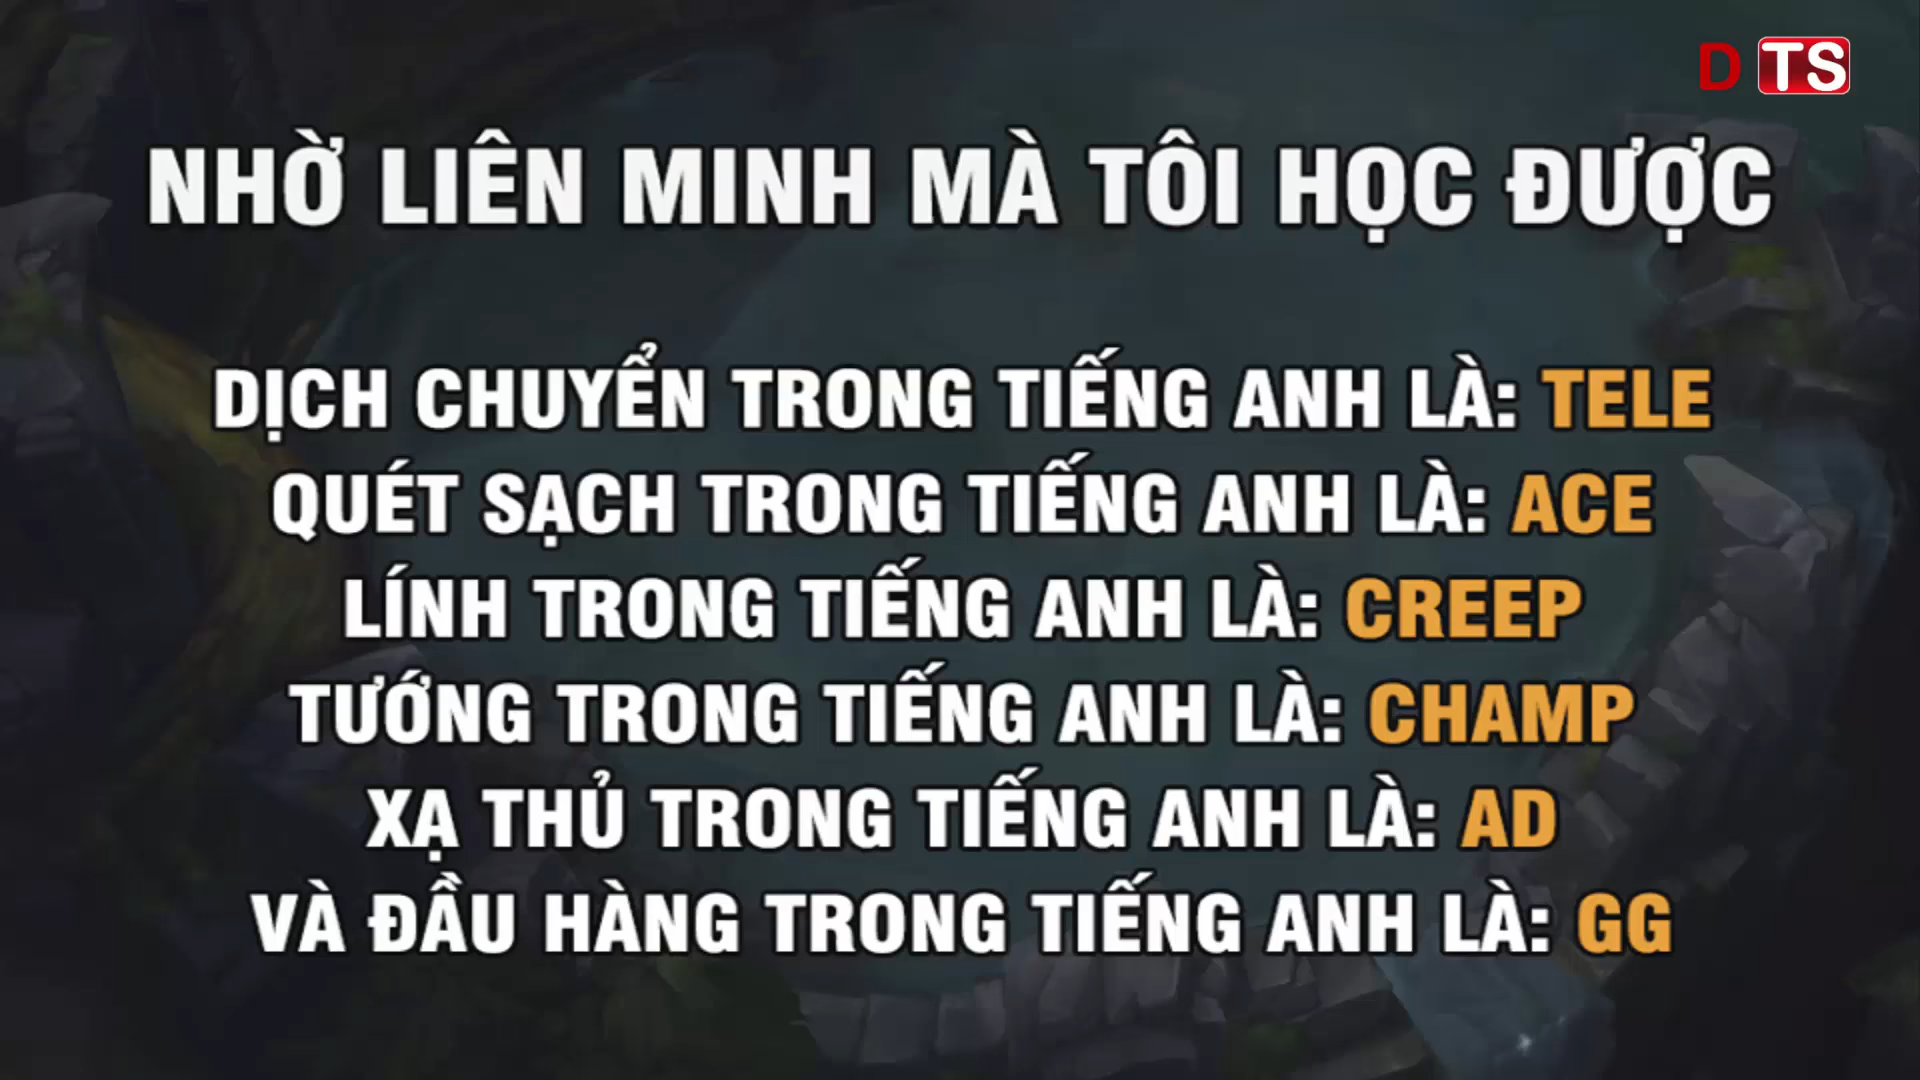 D TS
NHỜ LIÊN MINH MÀ TÔI HỌC ĐƯỢC
DỊCH CHUYỂN TRONG TIẾNG ANH LÀ: TELE
QUÉT SẠCH TRONG TIẾNG ANH LÀ: ACE
LÍNH TRONG TIẾNG ANH LÀ: CREEP
TƯỚNG TRONG TIẾNG ANH LÀ: CHAMP
XẠ THỦ TRONG TIẾNG ANH LÀ: AD
VÀ ĐẦU HÀNG TRONG TIẾNG ANH LÀ: GG